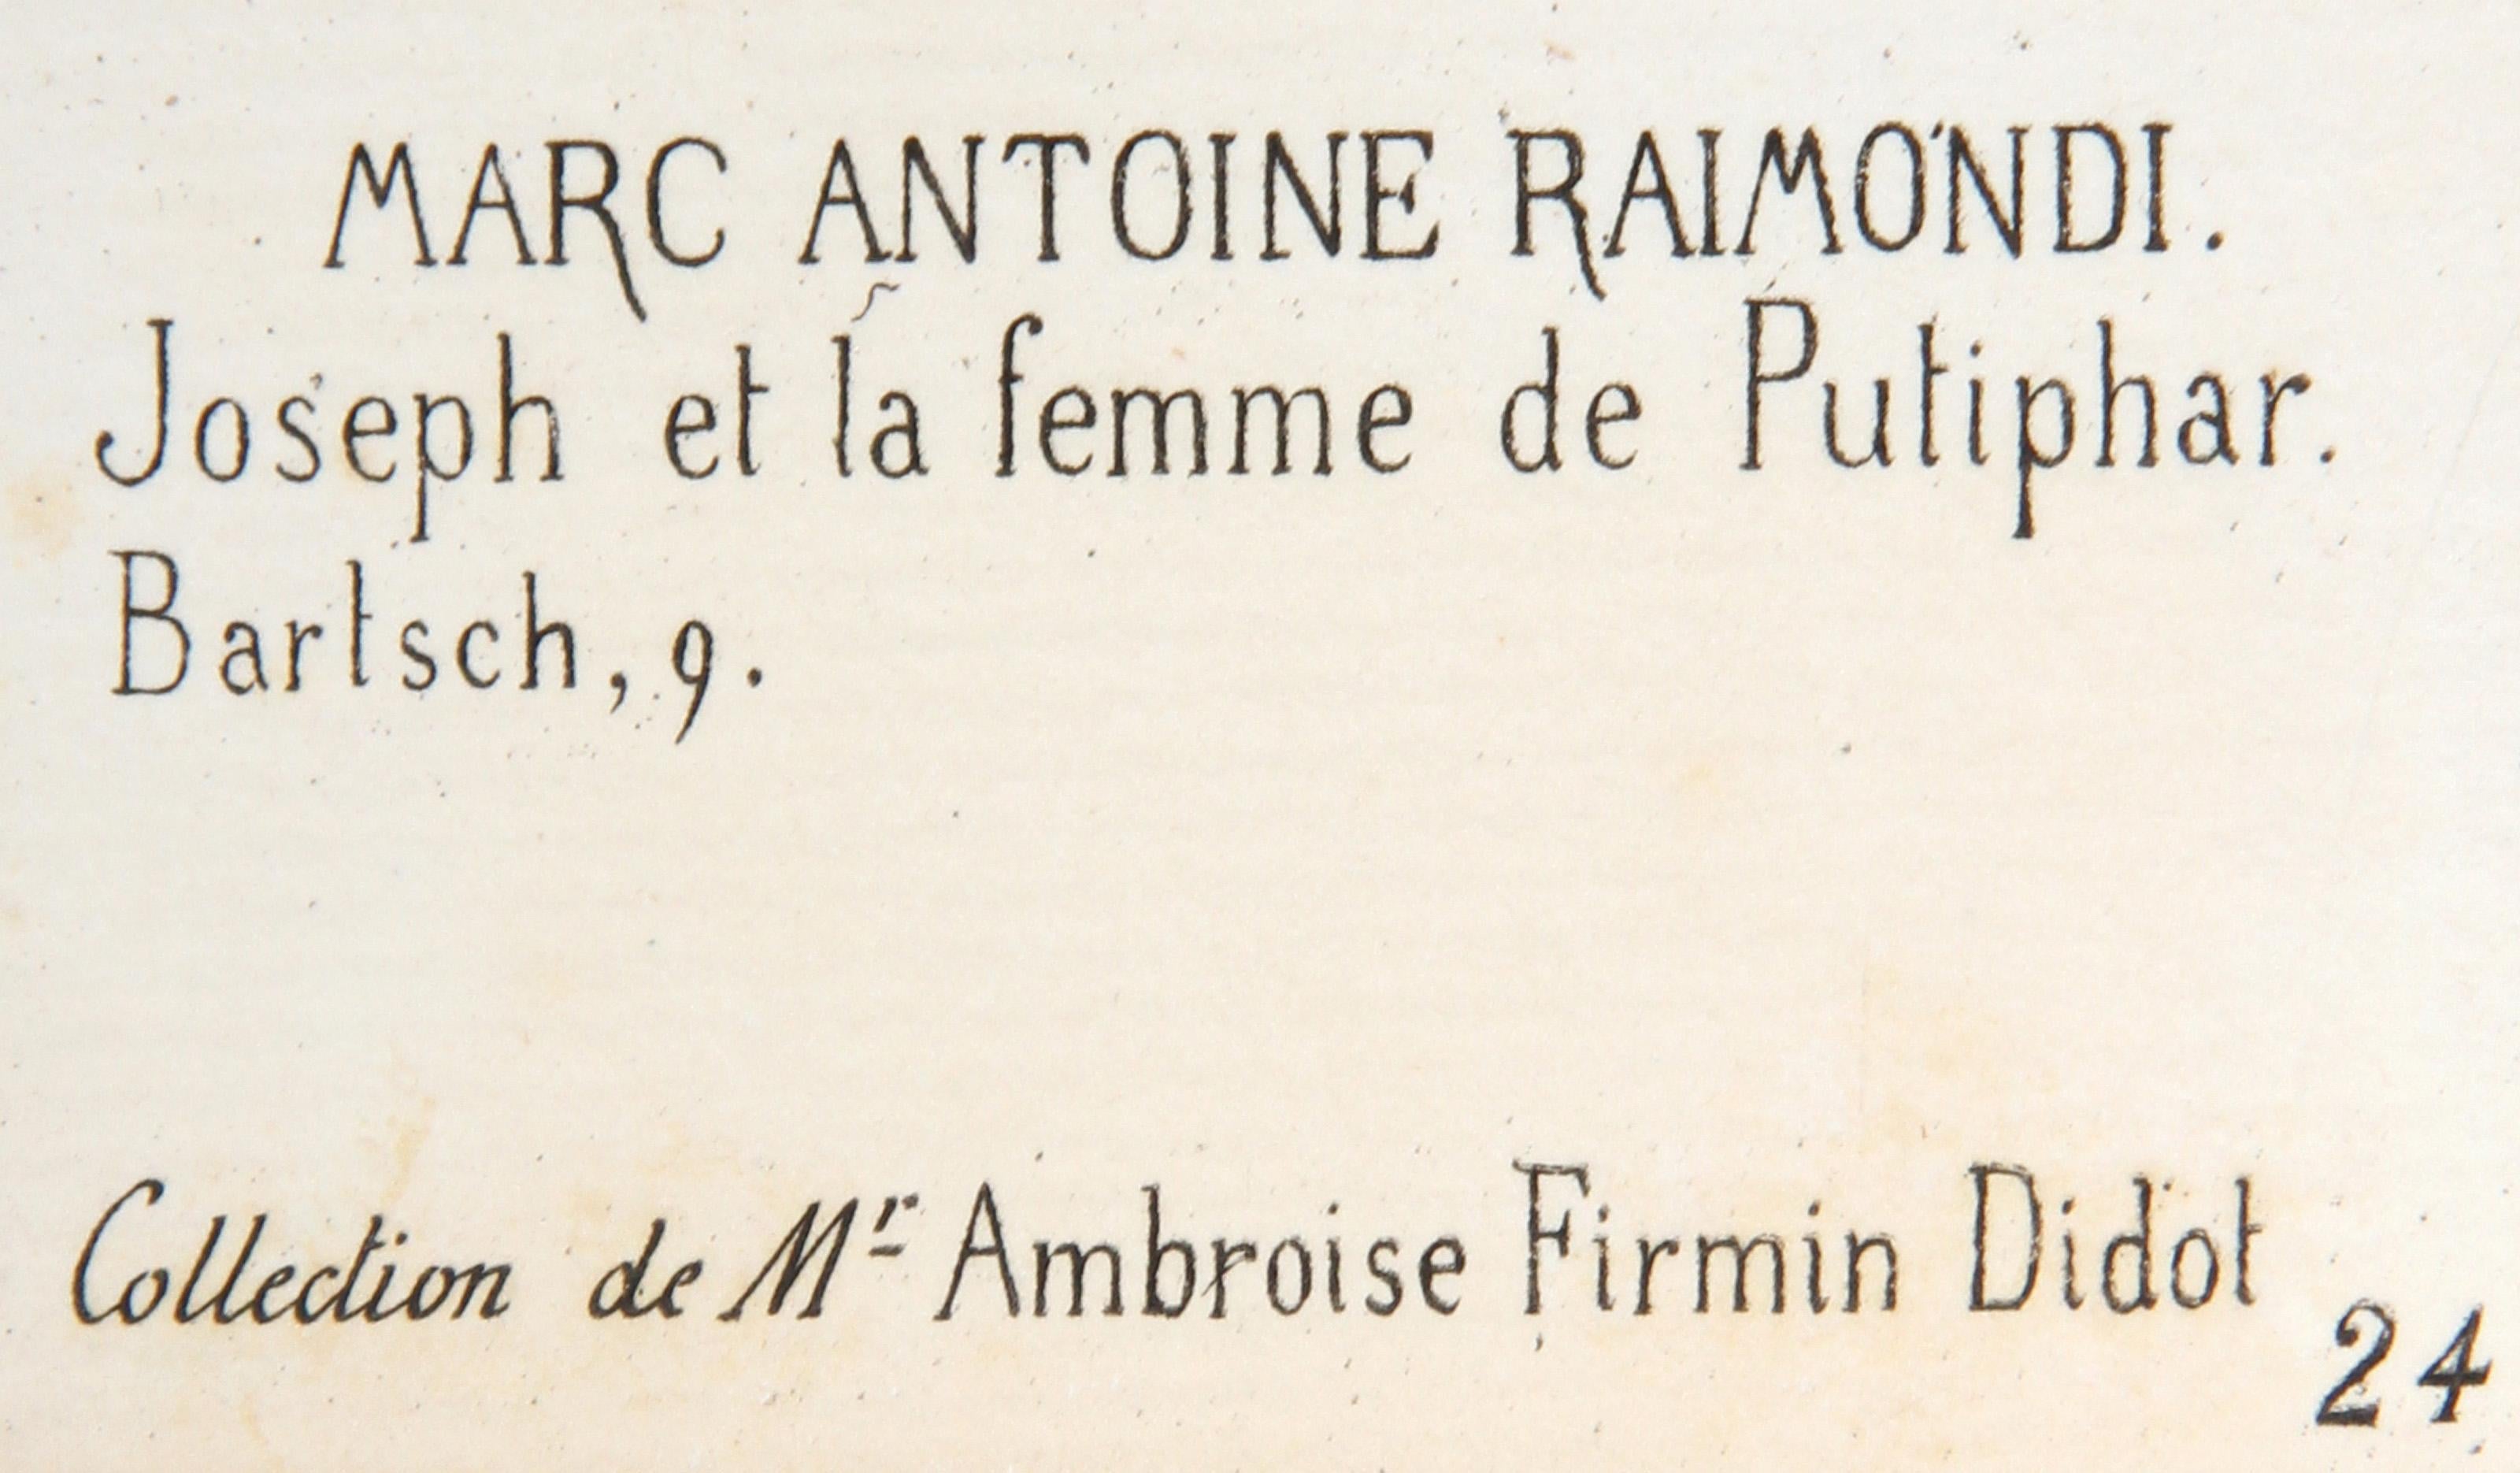 MARC ANTOINE RAIMONDI.
Joseph et la femme de Putiphar.
Bartsch, 9.
Collection de Mr Ambroise Firmin Didot
24